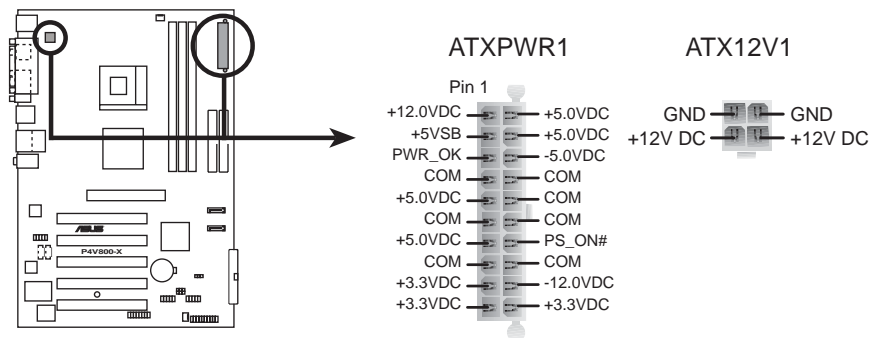 ATXPWR1
ATX12V1
Pin 1
+12.0VDC +5.0VDC
+5VSB +5.0VDC
PWR_OK -5.0VDC
COM COM
+5.0VDC COM
COM COM
+5.0VDC PS_ON#
COM COM
+3.3VDC -12.0VDC
+3.3VDC +3.3VDC
GND GND
+12V DC +12V DC
ASUS
P4V800-X